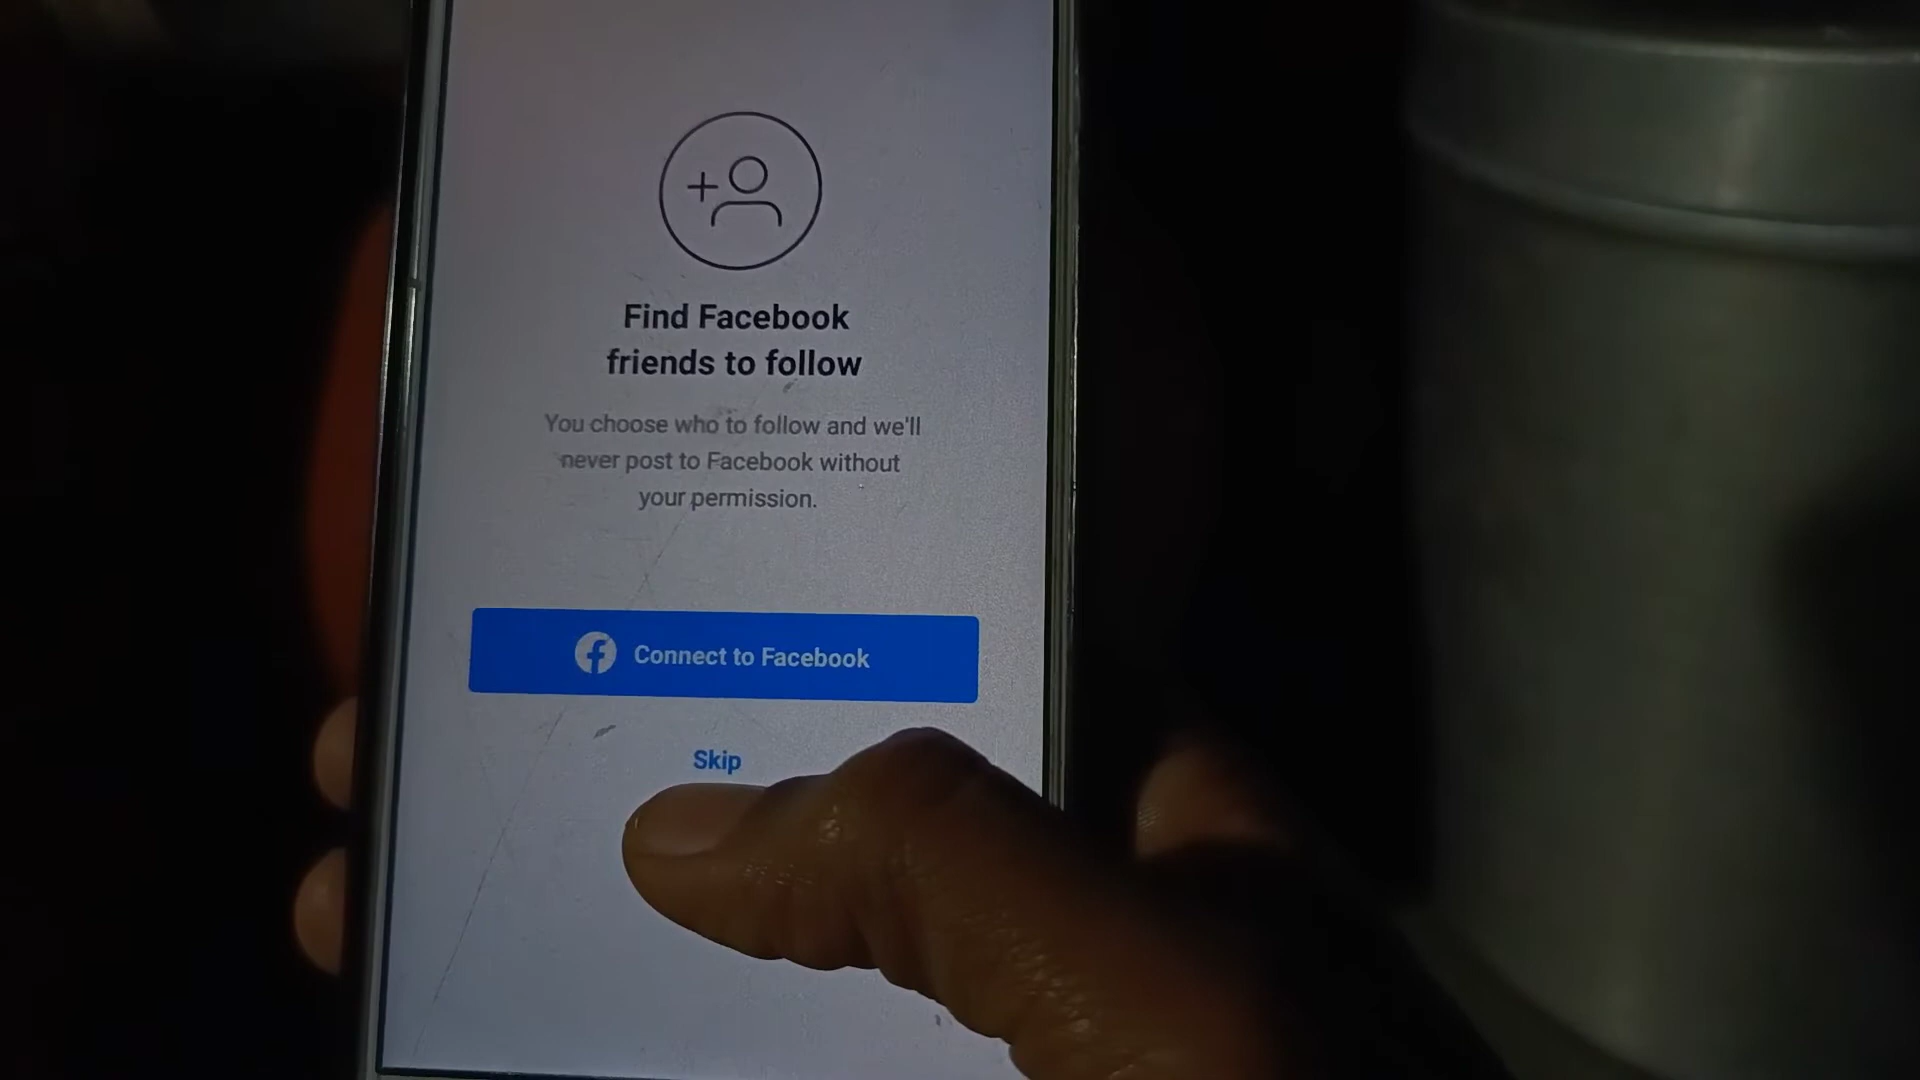 Find Facebook
friends to follow
You choose who to follow and we'll
never post to Facebook without
your permission.
Connect to Facebook
Skip